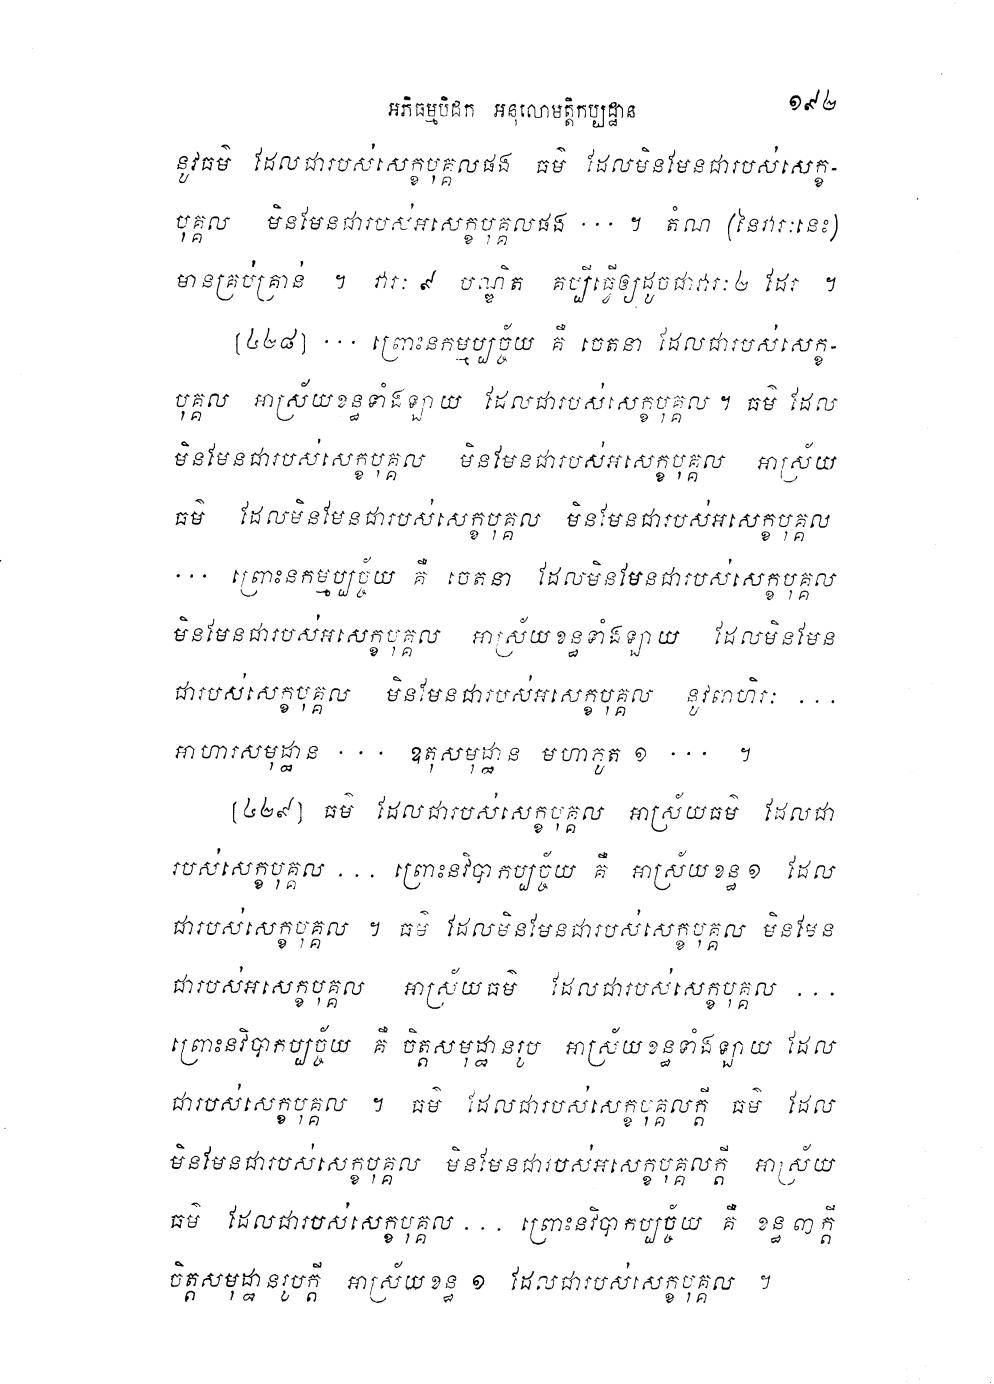 អភិធម្មបិដក អនុលោមត្តិកប្បដ្ឋាន ១៩២
នូវធម៌ ដែលជារបស់សេក្ខបុគ្គលផង ធម៌ ដែលមិនមែនជារបស់សេក្ខ-
បុគ្គល មិនមែនជារបស់អសេក្ខបុគ្គលផង ··· ។ តំណ (នៃវារៈនេះ)
មានគ្រប់គ្រាន់ ។ វារៈ ៩ បណ្ឌិត គប្បីធ្វើឲ្យដូចជាវារៈ ២ ដែរ ។
(៤២៨) ··· ព្រោះនកម្មប្បច្ច័យ គឺ ចេតនា ដែលជារបស់សេក្ខ-
បុគ្គល អាស្រ័យខន្ធទាំងឡាយ ដែលជារបស់សេក្ខបុគ្គល ។ ធម៌ ដែល
មិនមែនជារបស់សេក្ខបុគ្គល មិនមែនជារបស់អសេក្ខបុគ្គល អាស្រ័យ
ធម៌ ដែលមិនមែនជារបស់សេក្ខបុគ្គល មិនមែនជារបស់អសេក្ខបុគ្គល
··· ព្រោះនកម្មប្បច្ច័យ គឺ ចេតនា ដែលមិនមែនជារបស់សេក្ខបុគ្គល
មិនមែនជារបស់អសេក្ខបុគ្គល អាស្រ័យខន្ធទាំងឡាយ ដែលមិនមែន
ជារបស់សេក្ខបុគ្គល មិនមែនជារបស់អសេក្ខបុគ្គល នូវពាហិរៈ ...
អាហារសមុដ្ឋាន ··· ឧតុសមុដ្ឋាន មហាភូត ១ ··· ។
(៤២៩) ធម៌ ដែលជារបស់សេក្ខបុគ្គល អាស្រ័យធម៌ ដែលជា
របស់សេក្ខបុគ្គល ... ព្រោះនវិបាកប្បច្ច័យ គឺ អាស្រ័យខន្ធ ១ ដែល
ជារបស់សេក្ខបុគ្គល ។ ធម៌ ដែលមិនមែនជារបស់សេក្ខបុគ្គល មិនមែន
ជារបស់អសេក្ខបុគ្គល អាស្រ័យធម៌ ដែលជារបស់សេក្ខបុគ្គល ...
ព្រោះនវិបាកប្បច្ច័យ គឺ ចិត្តសមុដ្ឋានរូប អាស្រ័យខន្ធទាំងឡាយ ដែល
ជារបស់សេក្ខបុគ្គល ។ ធម៌ ដែលជារបស់សេក្ខបុគ្គលក្តី ធម៌ ដែល
មិនមែនជារបស់សេក្ខបុគ្គល មិនមែនជារបស់អសេក្ខបុគ្គលក្តី អាស្រ័យ
ធម៌ ដែលជារបស់សេក្ខបុគ្គល ... ព្រោះនវិបាកប្បច្ច័យ គឺ ខន្ធ ៣ ក្តី
ចិត្តសមុដ្ឋានរូបក្តី អាស្រ័យខន្ធ ១ ដែលជារបស់សេក្ខបុគ្គល ។